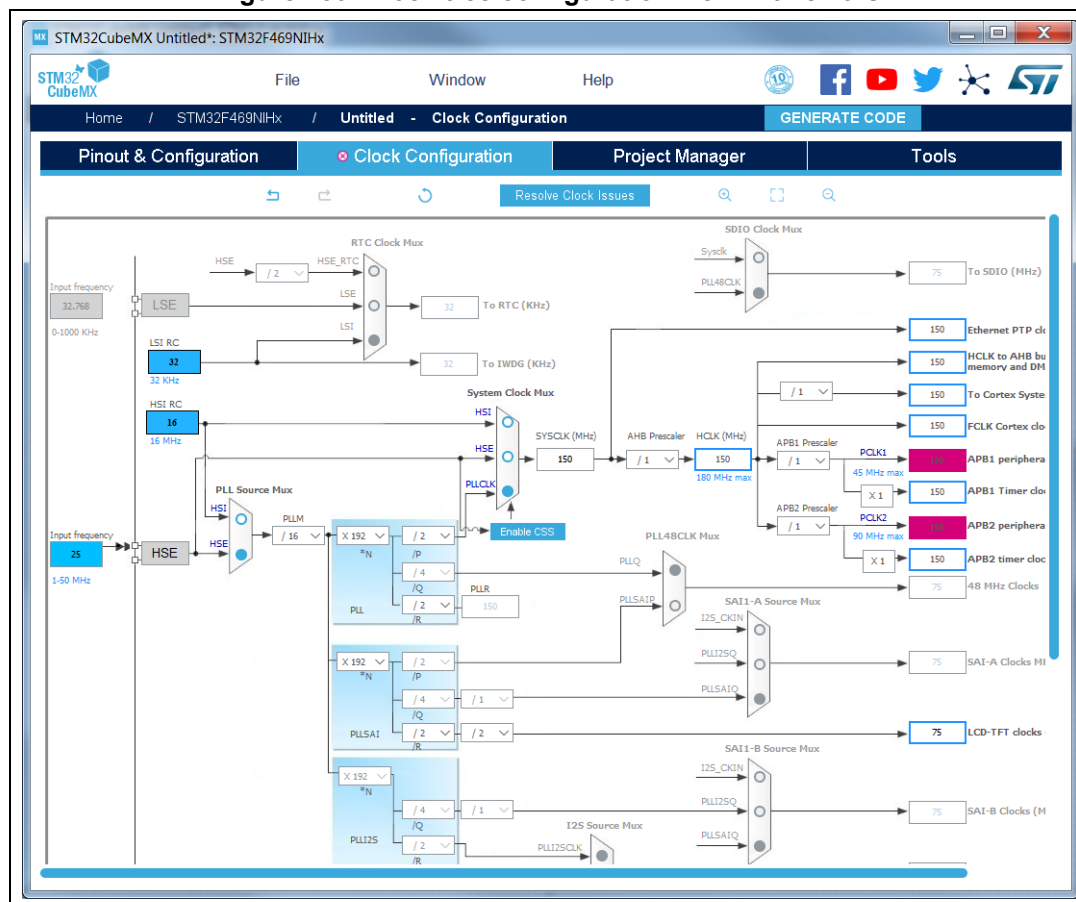 STM32CubeMX Untitled*: STM32F469NIHx
STM32 CubeMX
File Window Help
10
Home / STM32F469NIHx / Untitled - Clock Configuration GENERATE CODE
Pinout & Configuration Clock Configuration Project Manager Tools
Resolve Clock Issues
RTC Clock Mux
SDIO Clock Mux
HSE / 2 HSE_RTC
Sysclk
PLL48CLK
75 To SDIO (MHz)
Input frequency
32.768
0-1000 KHz
LSE
LSE
32 To RTC (KHz)
LSI
LSI RC
32
32 KHz
32 To IWDG (KHz)
150 Ethernet PTP clo
150 HCLK to AHB bu
memory and DM
/ 1 150 To Cortex Syste
150 FCLK Cortex clo
HSI RC
16
16 MHz
System Clock Mux
HSI
HSE
PLLCLK
SYSCLK (MHz)
150
AHB Prescaler
/ 1
HCLK (MHz)
150
180 MHz max
APB1 Prescaler
/ 1
PCLK1
45 MHz max
150 APB1 periphera
X 1 150 APB1 Timer clo
APB2 Prescaler
/ 1
PCLK2
90 MHz max
150 APB2 periphera
X 1 150 APB2 timer cloc
Enable CSS
PLL Source Mux
HSI
HSE
Input frequency
25
1-50 MHz
HSE
PLLM
/ 16
X 192
*N
/ 2
/P
/ 4
/Q
/ 2
/R
PLL
PLLR
150
PLL48CLK Mux
PLLQ
PLLSAIP
75 48 MHz Clocks
X 192
*N
/ 2
/P
/ 4
/Q
/ 1
/ 2
/R
/ 2
PLLSAI
SAI1-A Source Mux
I2S_CKIN
PLLI2SQ
PLLSAIQ
75 SAI-A Clocks MI
75 LCD-TFT clocks
X 192
*N
/ 4
/Q
/ 1
/ 2
/R
PLLI2S
SAI1-B Source Mux
I2S_CKIN
PLLI2SQ
PLLSAIQ
75 SAI-B Clocks (M
I2S Source Mux
PLLI2SCLK